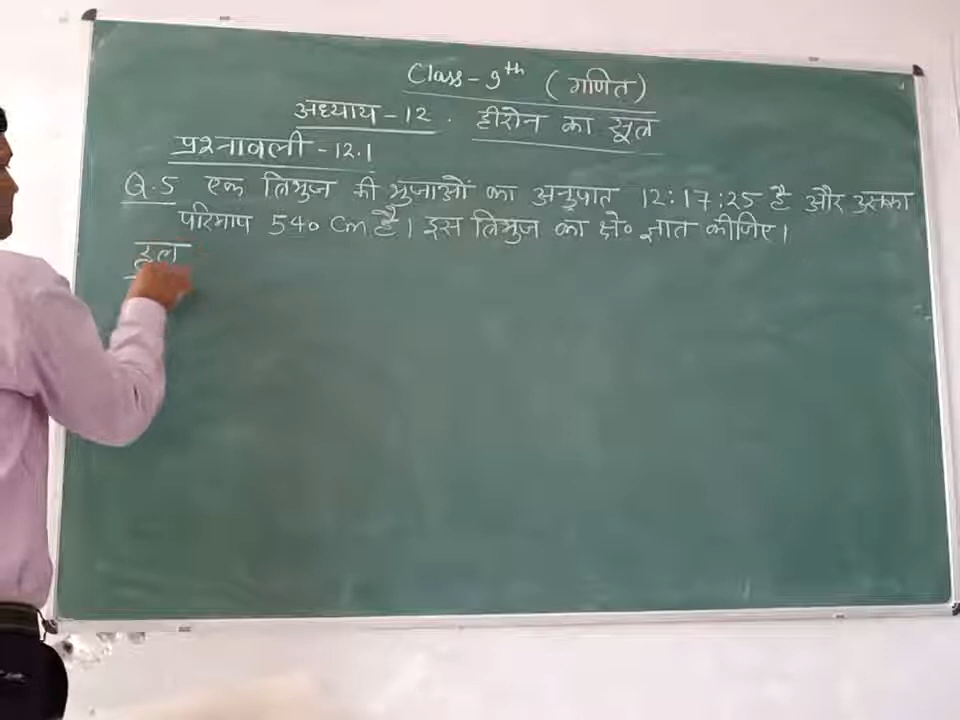 Class - 9th (गणित)
अध्याय - 12 . हीरोन का सूत्र
प्रश्नावली - 12.1
Q.5 एक त्रिभुज की भुजाओं का अनुपात 12:17:25 है और उसका
परिमाप 540 cm है। इस त्रिभुज का क्षे० ज्ञात कीजिए।
हल